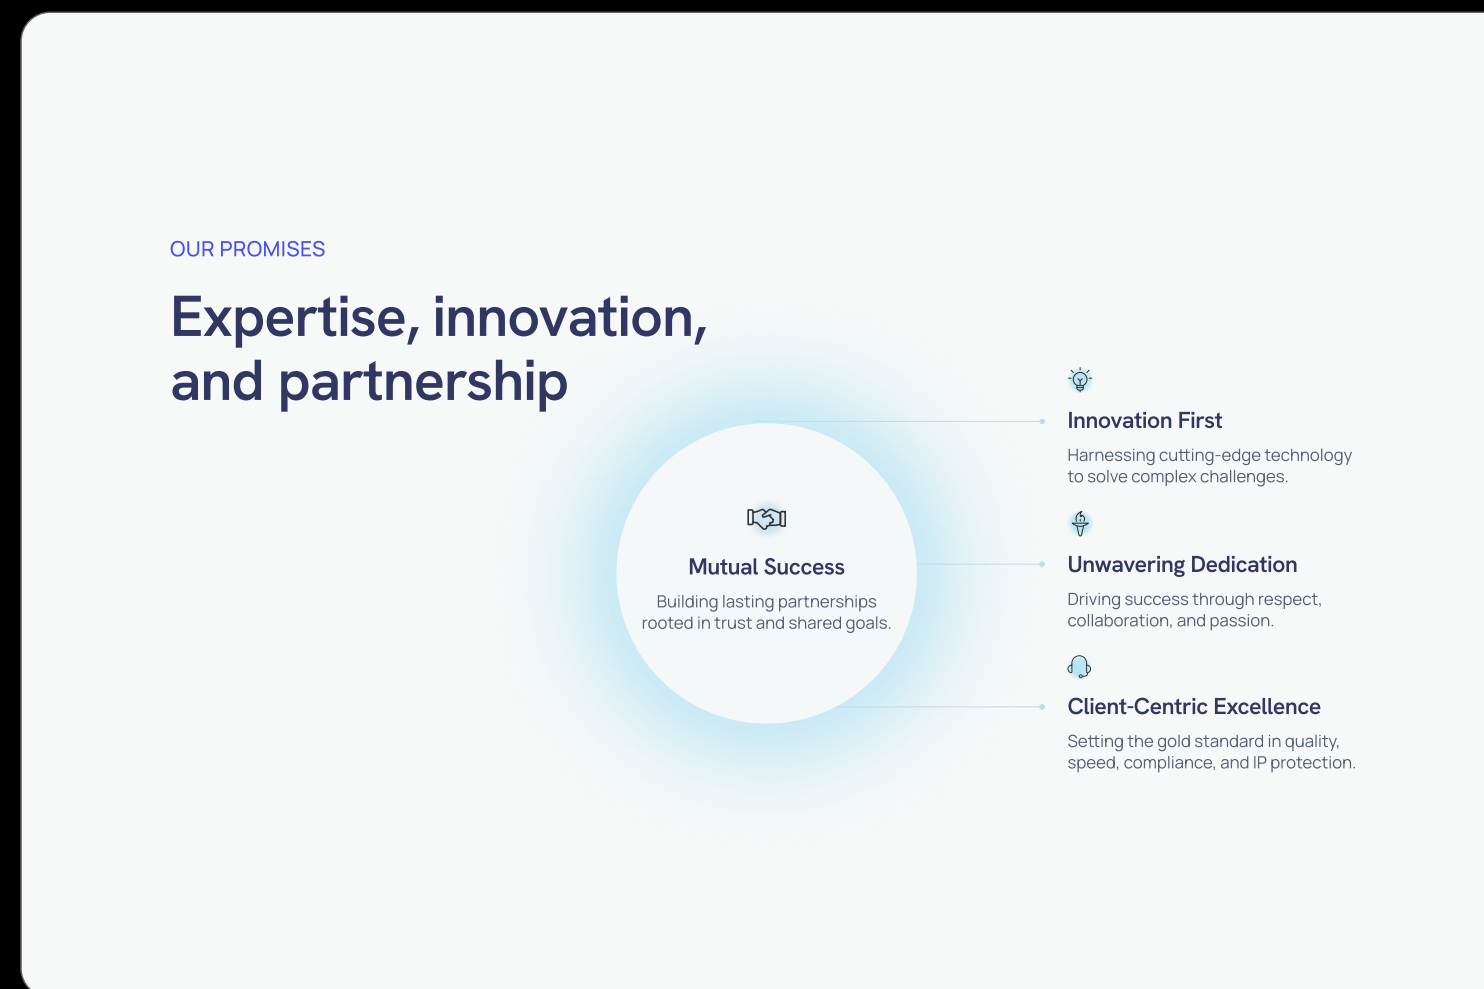 OUR PROMISES
Expertise, innovation,
and partnership
Mutual Success
Building lasting partnerships
rooted in trust and shared goals.
Innovation First
Harnessing cutting-edge technology
to solve complex challenges.
Unwavering Dedication
Driving success through respect,
collaboration, and passion.
Client-Centric Excellence
Setting the gold standard in quality,
speed, compliance, and IP protection.